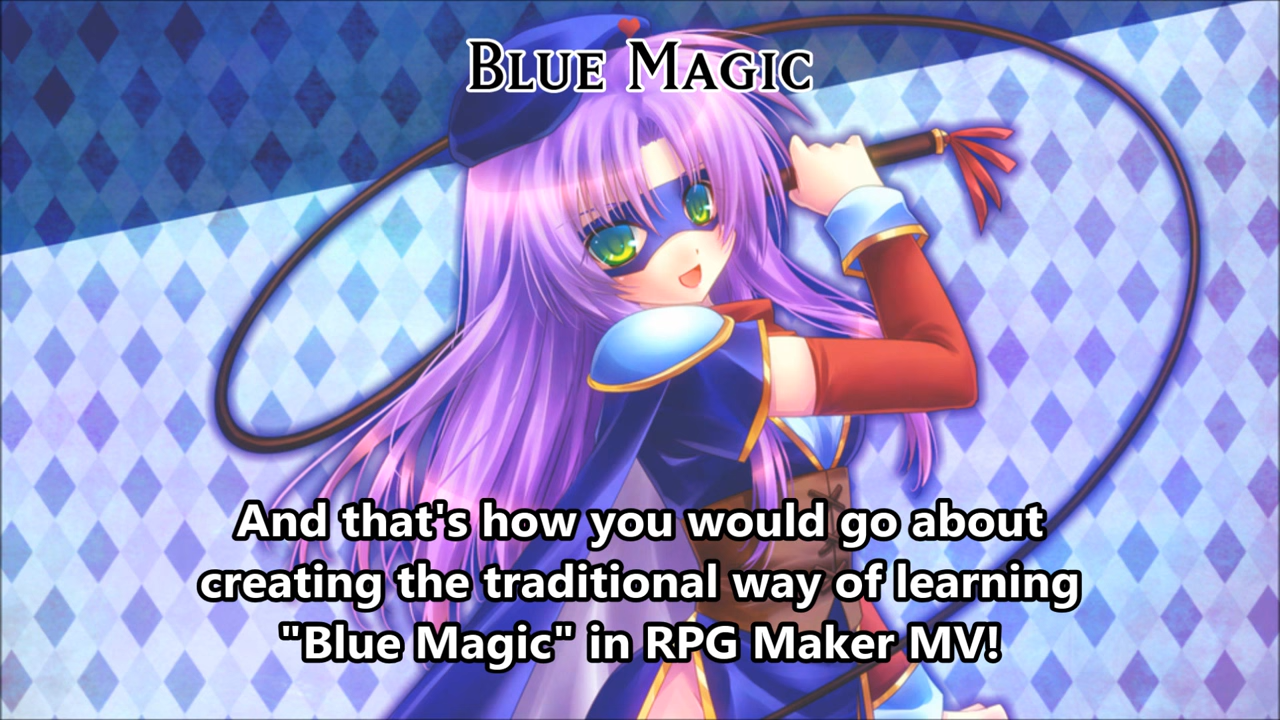 Blue Magic
And that's how you would go about
creating the traditional way of learning
"Blue Magic" in RPG Maker MV!